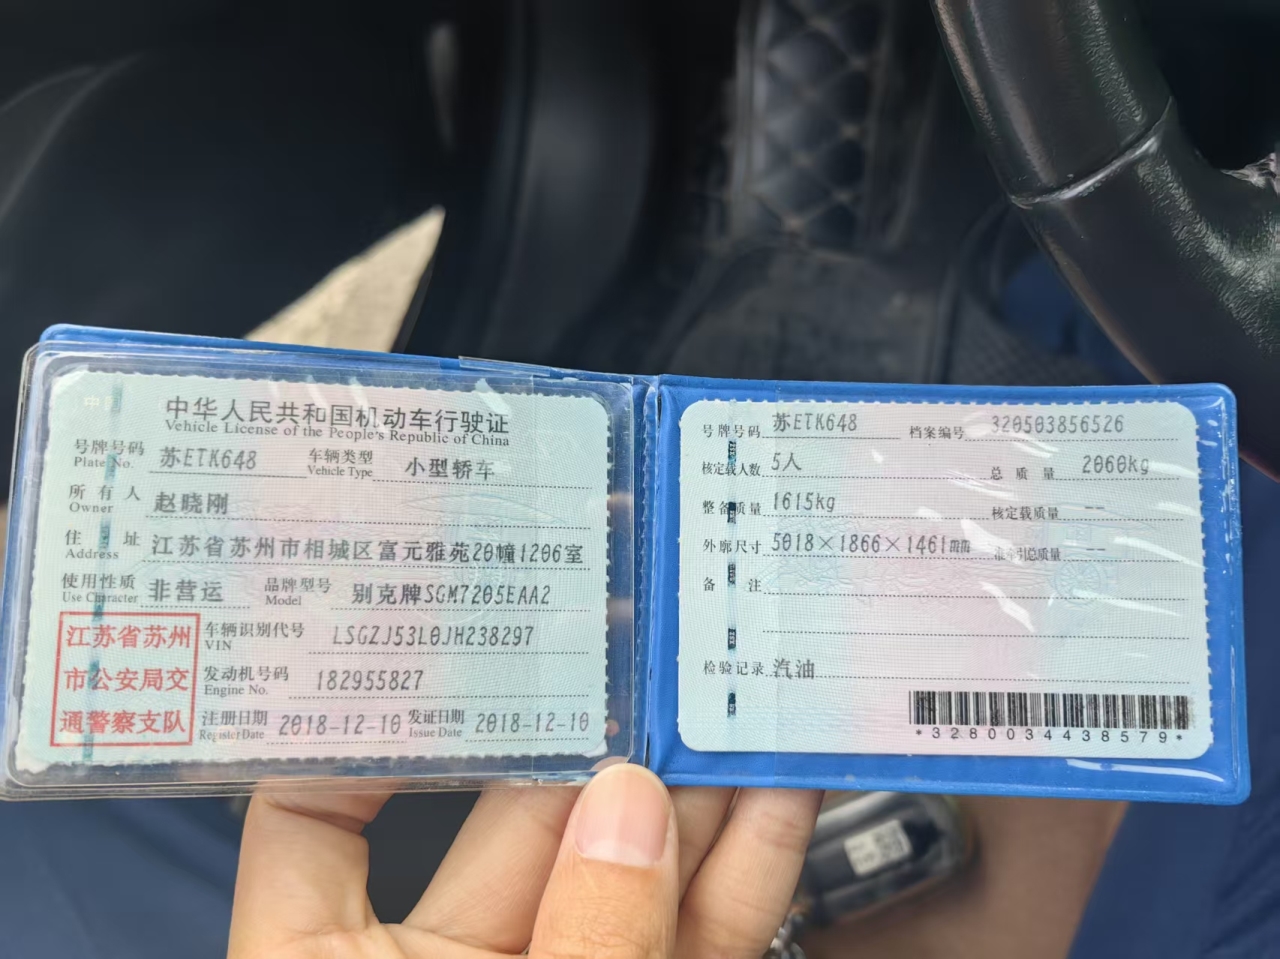 中华人民共和国机动车行驶证
Vehicle License of the People's Republic of China
号牌号码 苏ETK648 车辆类型 小型轿车
Plate No. Vehicle Type
所有人 赵晓刚
Owner
住址 江苏省苏州市相城区富元雅苑20幢1206室
Address
使用性质 非营运 品牌型号 别克牌SGM7205EAA2
Use Character Model
江苏省苏州
市公安局交
通警察支队
车辆识别代号 LSGZJ53L0JH238297
VIN
发动机号码 182955827
Engine No.
注册日期 2018-12-10 发证日期 2018-12-10
Register Date Issue Date
号牌号码 苏ETK648 档案编号 320503856526
核定载人数 5人 总质量 2060kg
整备质量 1615kg 核定载质量 --
外廓尺寸 5018×1866×1461mm 准牵引总质量 --
备注
检验记录 汽油
*3280034438579*